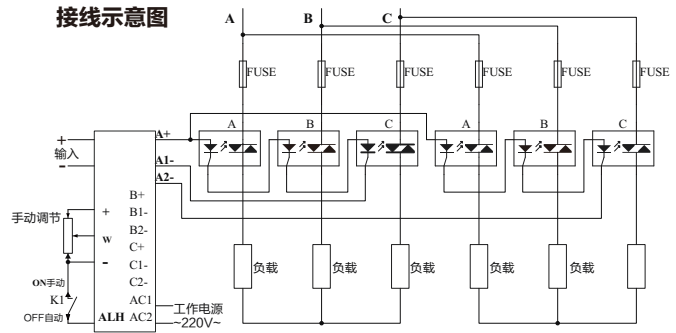 接线示意图
A B C
FUSE FUSE FUSE FUSE FUSE FUSE
A B C A B C
+
输入
-
A+
A1-
A2-
B+
B1-
B2-
C+
C1-
C2-
AC1
ALH AC2
手动调节
+
W
-
ON手动
K1
OFF自动
工作电源
~220V~
负载 负载 负载 负载 负载 负载